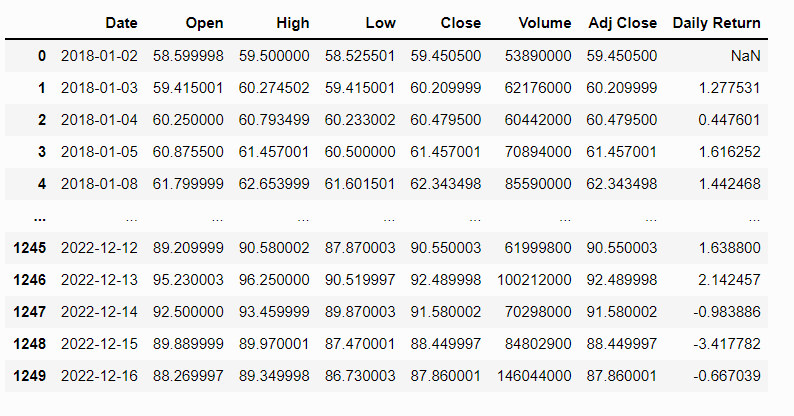 Date Open High Low Close Volume Adj Close Daily Return
0 2018-01-02 58.599998 59.500000 58.525501 59.450500 53890000 59.450500 NaN
1 2018-01-03 59.415001 60.274502 59.415001 60.209999 62176000 60.209999 1.277531
2 2018-01-04 60.250000 60.793499 60.233002 60.479500 60442000 60.479500 0.447601
3 2018-01-05 60.875500 61.457001 60.500000 61.457001 70894000 61.457001 1.616252
4 2018-01-08 61.799999 62.653999 61.601501 62.343498 85590000 62.343498 1.442468
... ... ... ... ... ... ... ... ...
1245 2022-12-12 89.209999 90.580002 87.870003 90.550003 61999800 90.550003 1.638800
1246 2022-12-13 95.230003 96.250000 90.519997 92.489998 100212000 92.489998 2.142457
1247 2022-12-14 92.500000 93.459999 89.870003 91.580002 70298000 91.580002 -0.983886
1248 2022-12-15 89.889999 89.970001 87.470001 88.449997 84802900 88.449997 -3.417782
1249 2022-12-16 88.269997 89.349998 86.730003 87.860001 146044000 87.860001 -0.667039